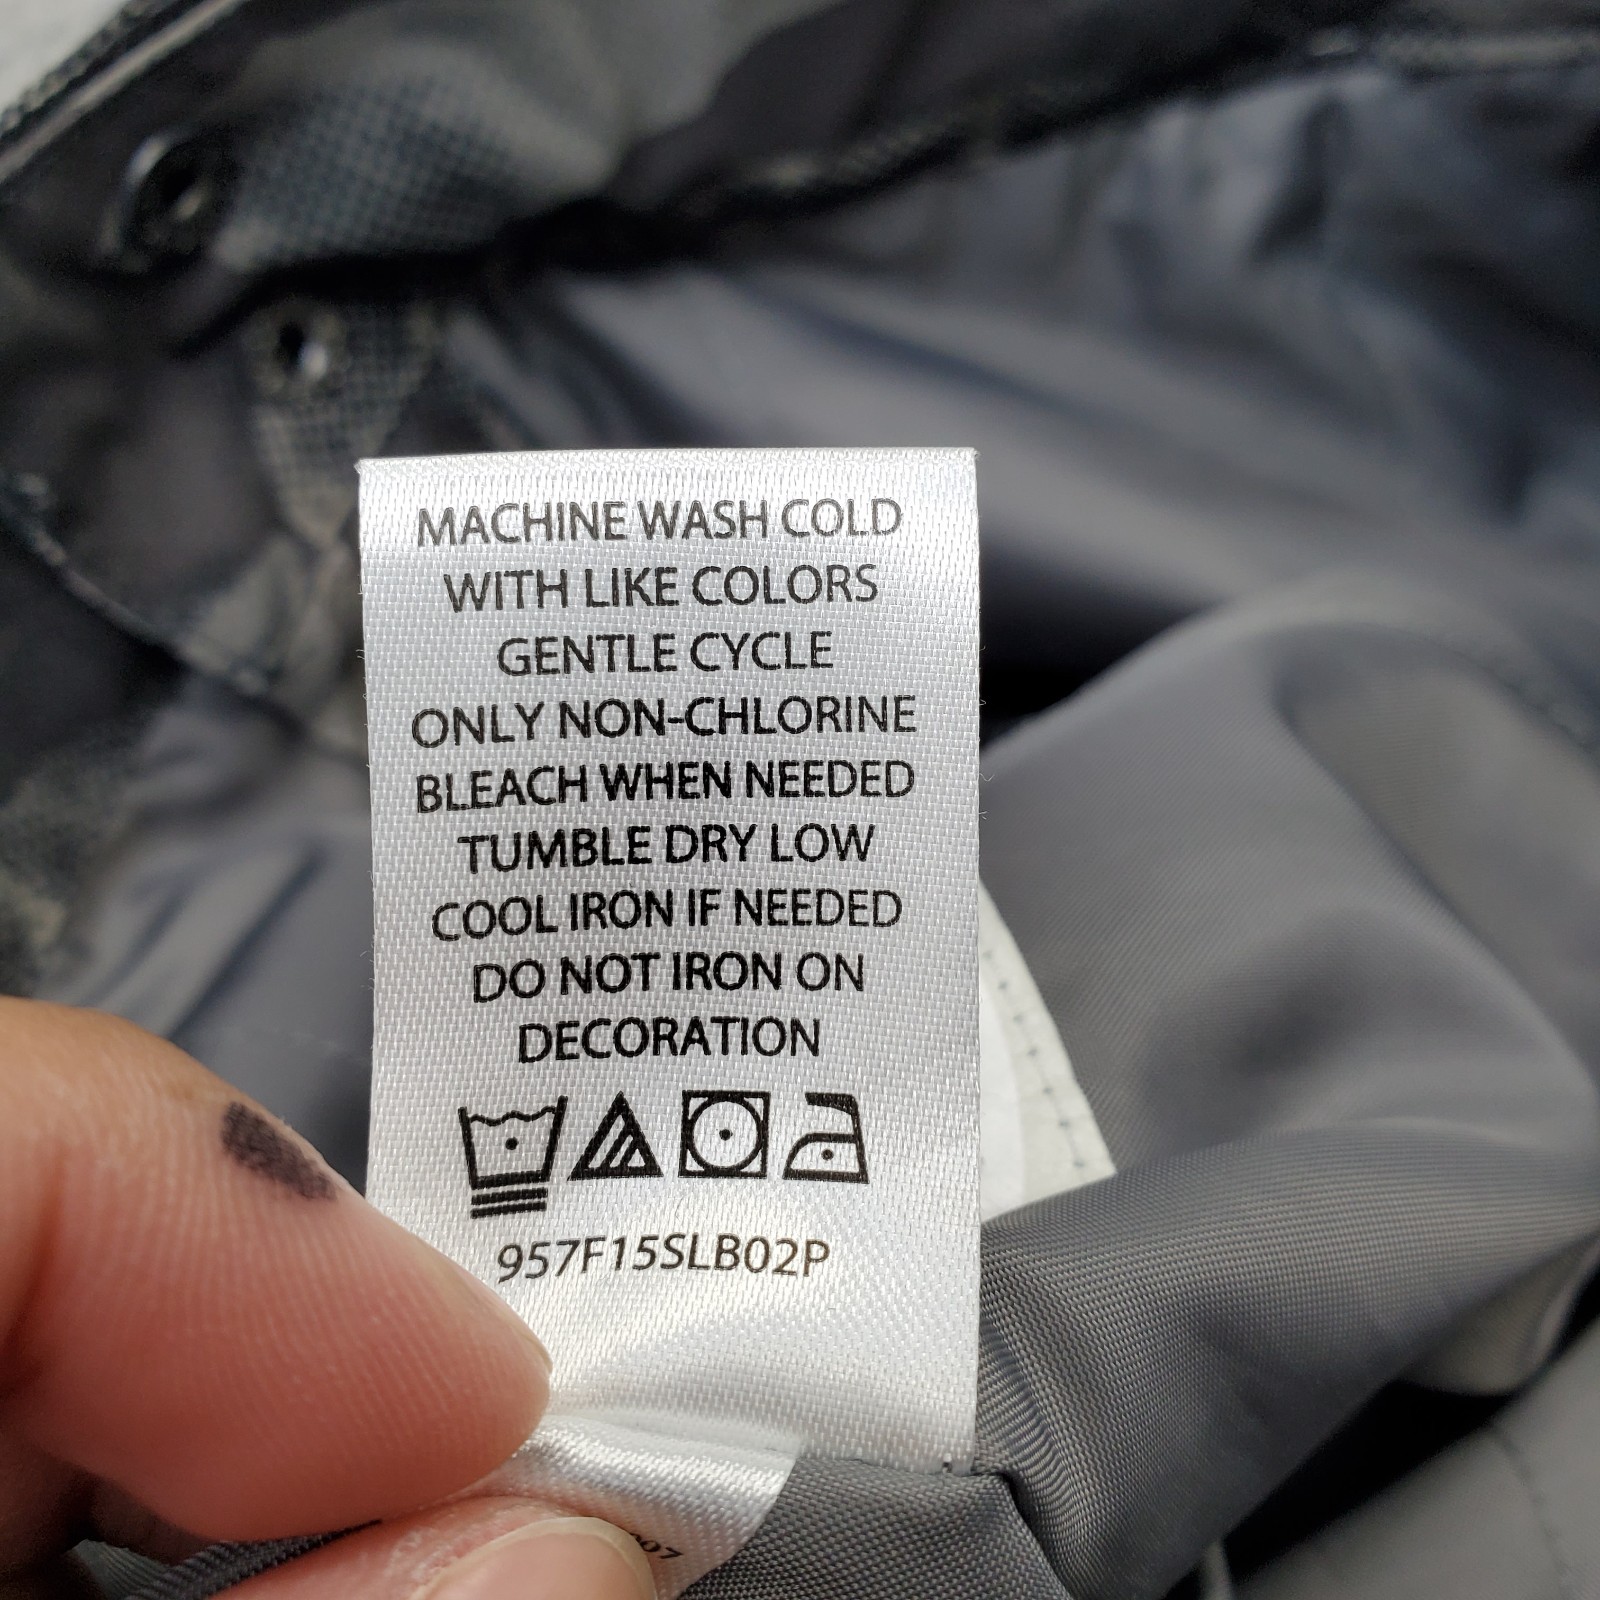 MACHINE WASH COLD
WITH LIKE COLORS
GENTLE CYCLE
ONLY NON-CHLORINE
BLEACH WHEN NEEDED
TUMBLE DRY LOW
COOL IRON IF NEEDED
DO NOT IRON ON
DECORATION
957F15SLB02P